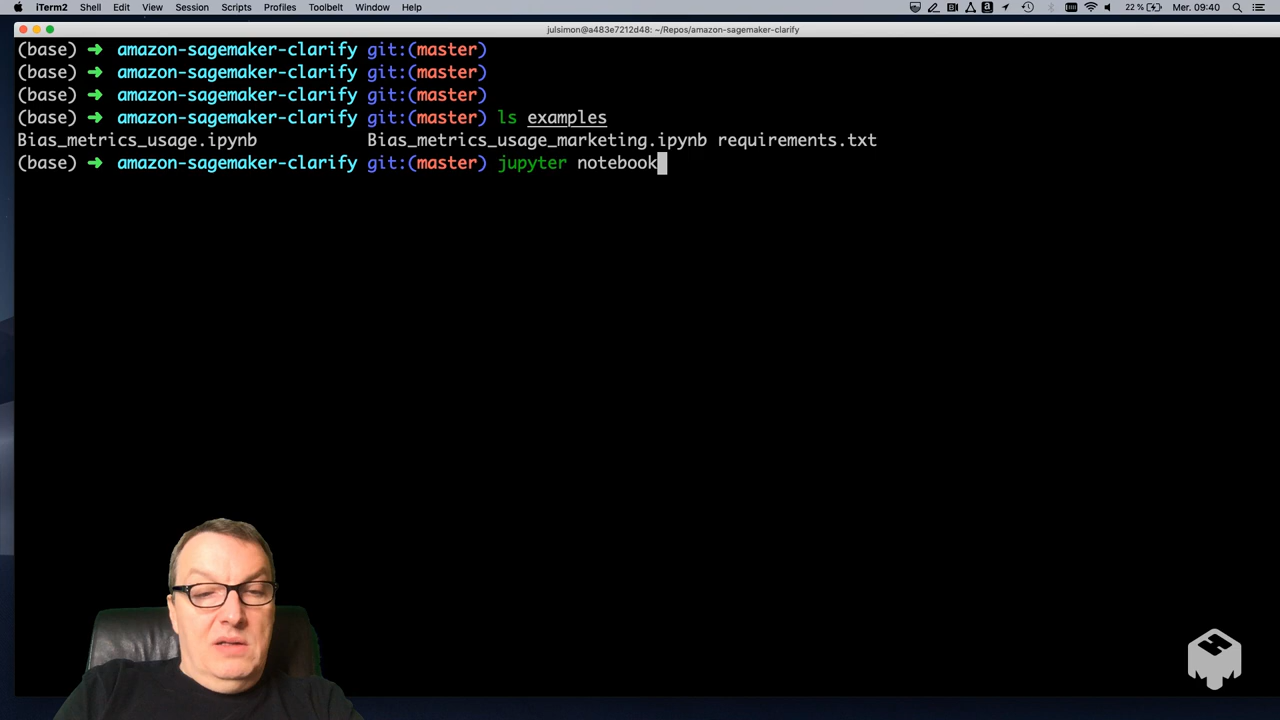 iTerm2 Shell Edit View Session Scripts Profiles Toolbelt Window Help 22 % Mer. 09:40
julsimon@a483e7212d48: ~/Repos/amazon-sagemaker-clarify
(base) ➜ amazon-sagemaker-clarify git:(master)
(base) ➜ amazon-sagemaker-clarify git:(master)
(base) ➜ amazon-sagemaker-clarify git:(master)
(base) ➜ amazon-sagemaker-clarify git:(master) ls examples
Bias_metrics_usage.ipynb Bias_metrics_usage_marketing.ipynb requirements.txt
(base) ➜ amazon-sagemaker-clarify git:(master) jupyter notebook